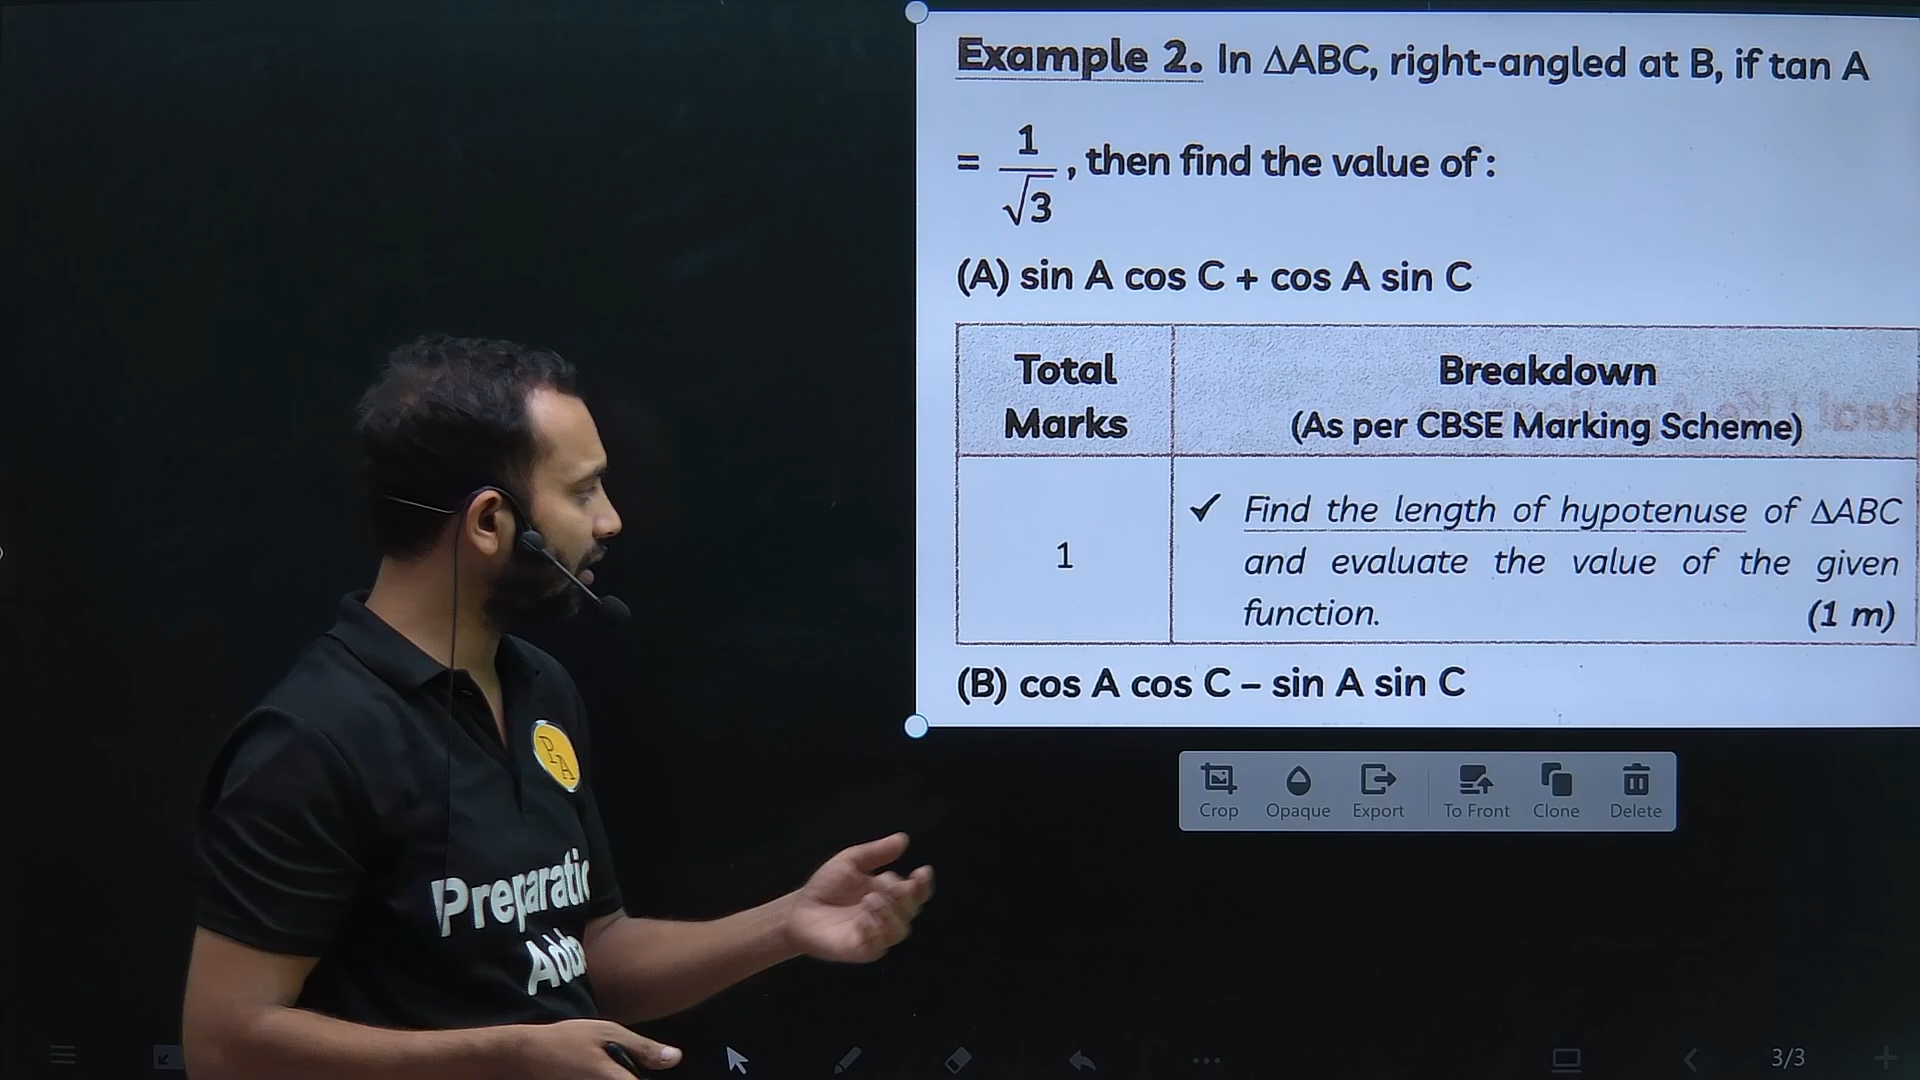 Example 2. In ΔABC, right-angled at B, if tan A
= 1/√3, then find the value of :
(A) sin A cos C + cos A sin C
Total Marks
Breakdown
(As per CBSE Marking Scheme)
1
✓ Find the length of hypotenuse of ΔABC
and evaluate the value of the given
function. (1 m)
(B) cos A cos C – sin A sin C
Crop Opaque Export To Front Clone Delete
PA
Preparatio
Adda
3/3